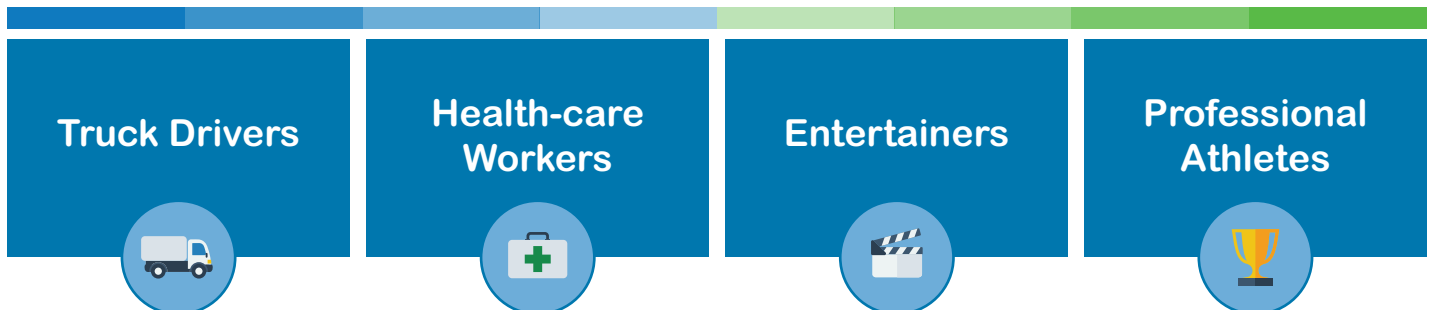 Truck Drivers
Health-care
Workers
Entertainers
Professional
Athletes